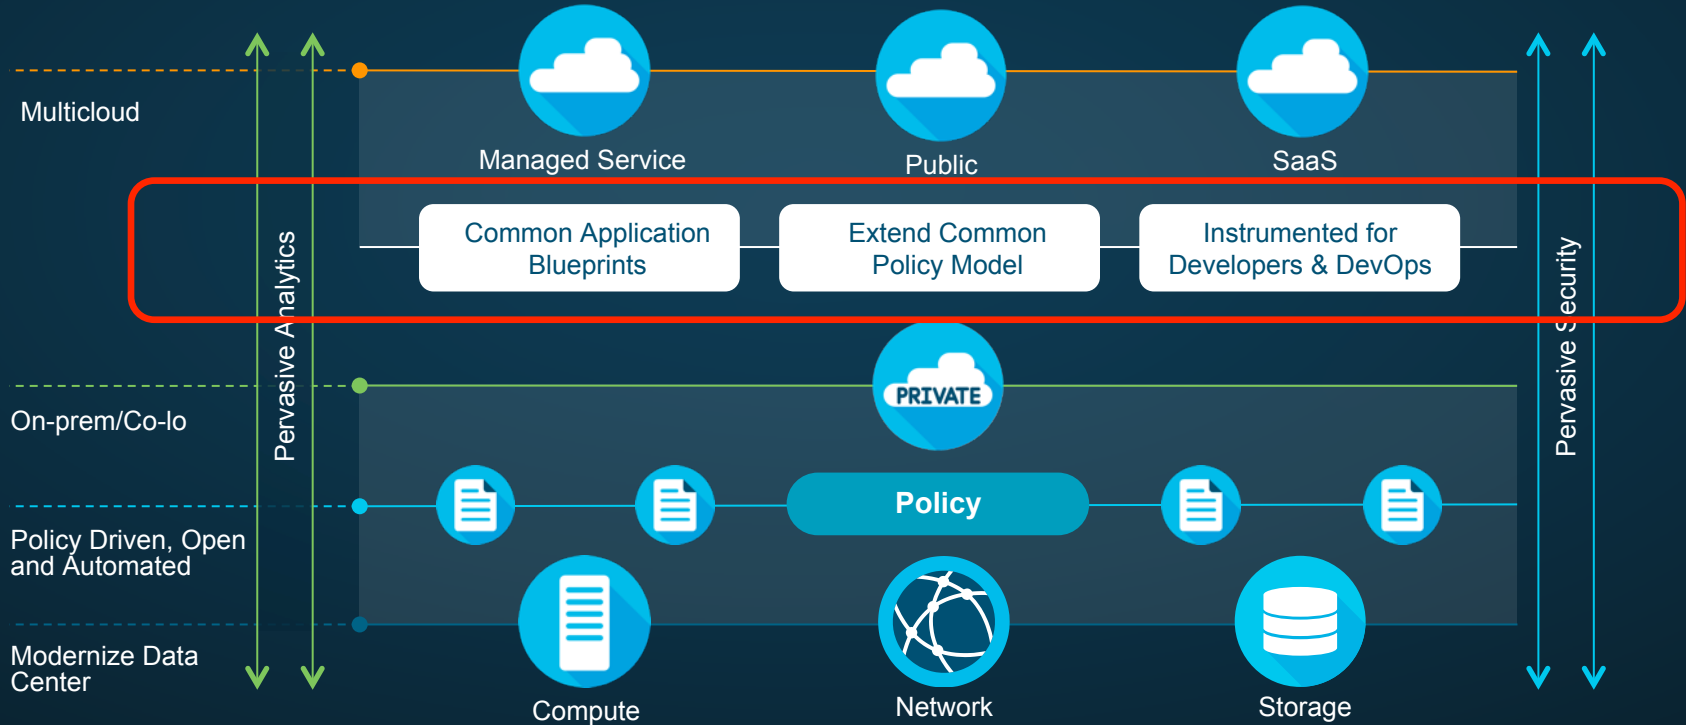 Multicloud
Managed Service
Public
SaaS
Common Application
Blueprints
Extend Common
Policy Model
Instrumented for
Developers & DevOps
Pervasive Analytics
Pervasive Security
PRIVATE
On-prem/Co-lo
Policy
Policy Driven, Open
and Automated
Modernize Data
Center
Compute
Network
Storage